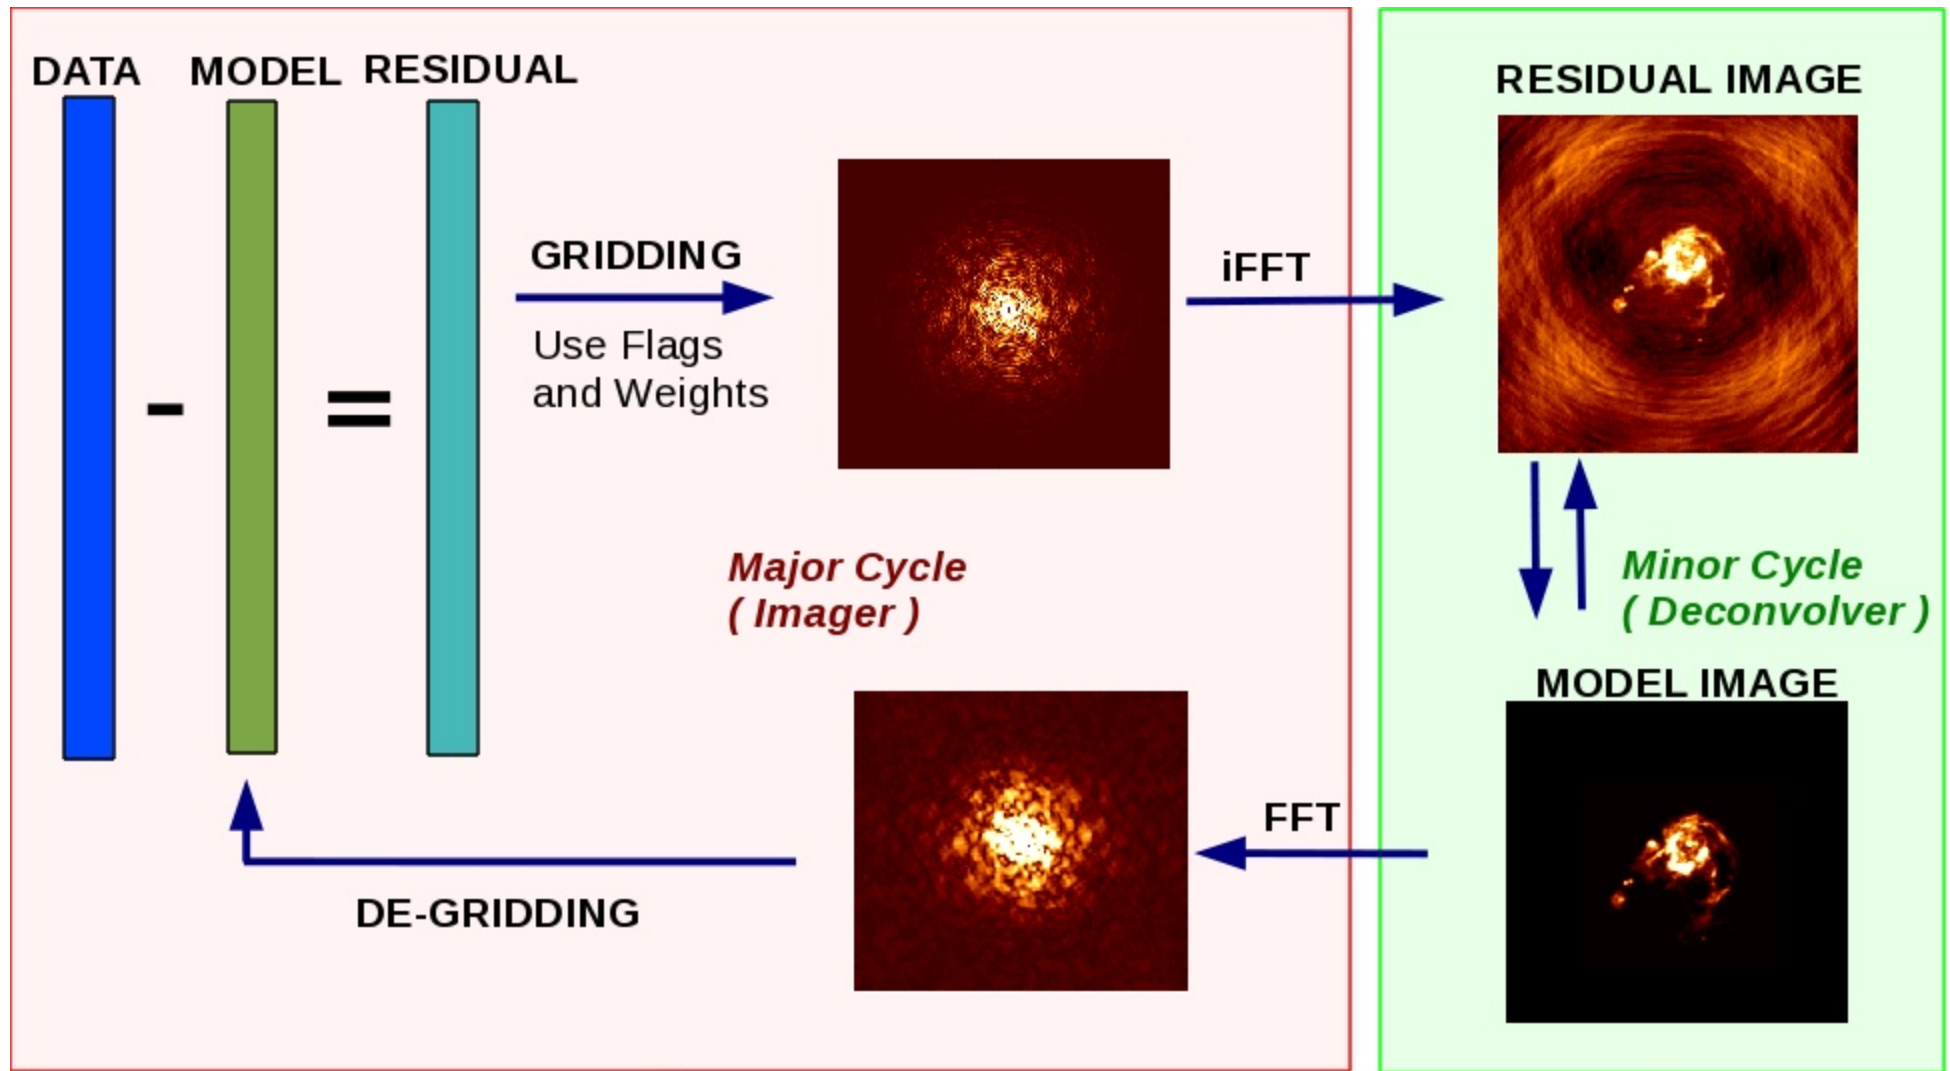 DATA
MODEL
RESIDUAL
RESIDUAL IMAGE
-
=
GRIDDING
Use Flags
and Weights
iFFT
Major Cycle
( Imager )
Minor Cycle
( Deconvolver )
MODEL IMAGE
FFT
DE-GRIDDING